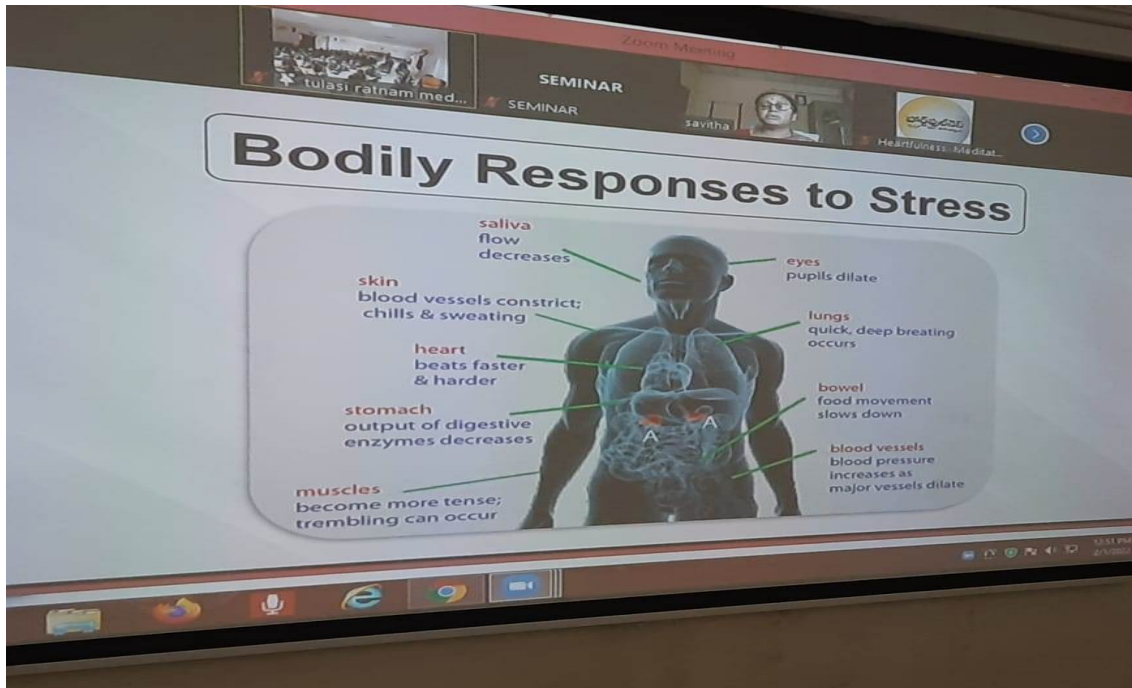 Zoom Meeting
tulasi ratnam med...
SEMINAR
SEMINAR
savitha
Heartfulness Meditat...
Bodily Responses to Stress
saliva
flow
decreases
eyes
pupils dilate
skin
blood vessels constrict;
chills & sweating
lungs
quick, deep breating
occurs
heart
beats faster
& harder
bowel
food movement
slows down
stomach
output of digestive
enzymes decreases
A
A
blood vessels
blood pressure
increases as
major vessels dilate
muscles
become more tense;
trembling can occur
12:51 PM